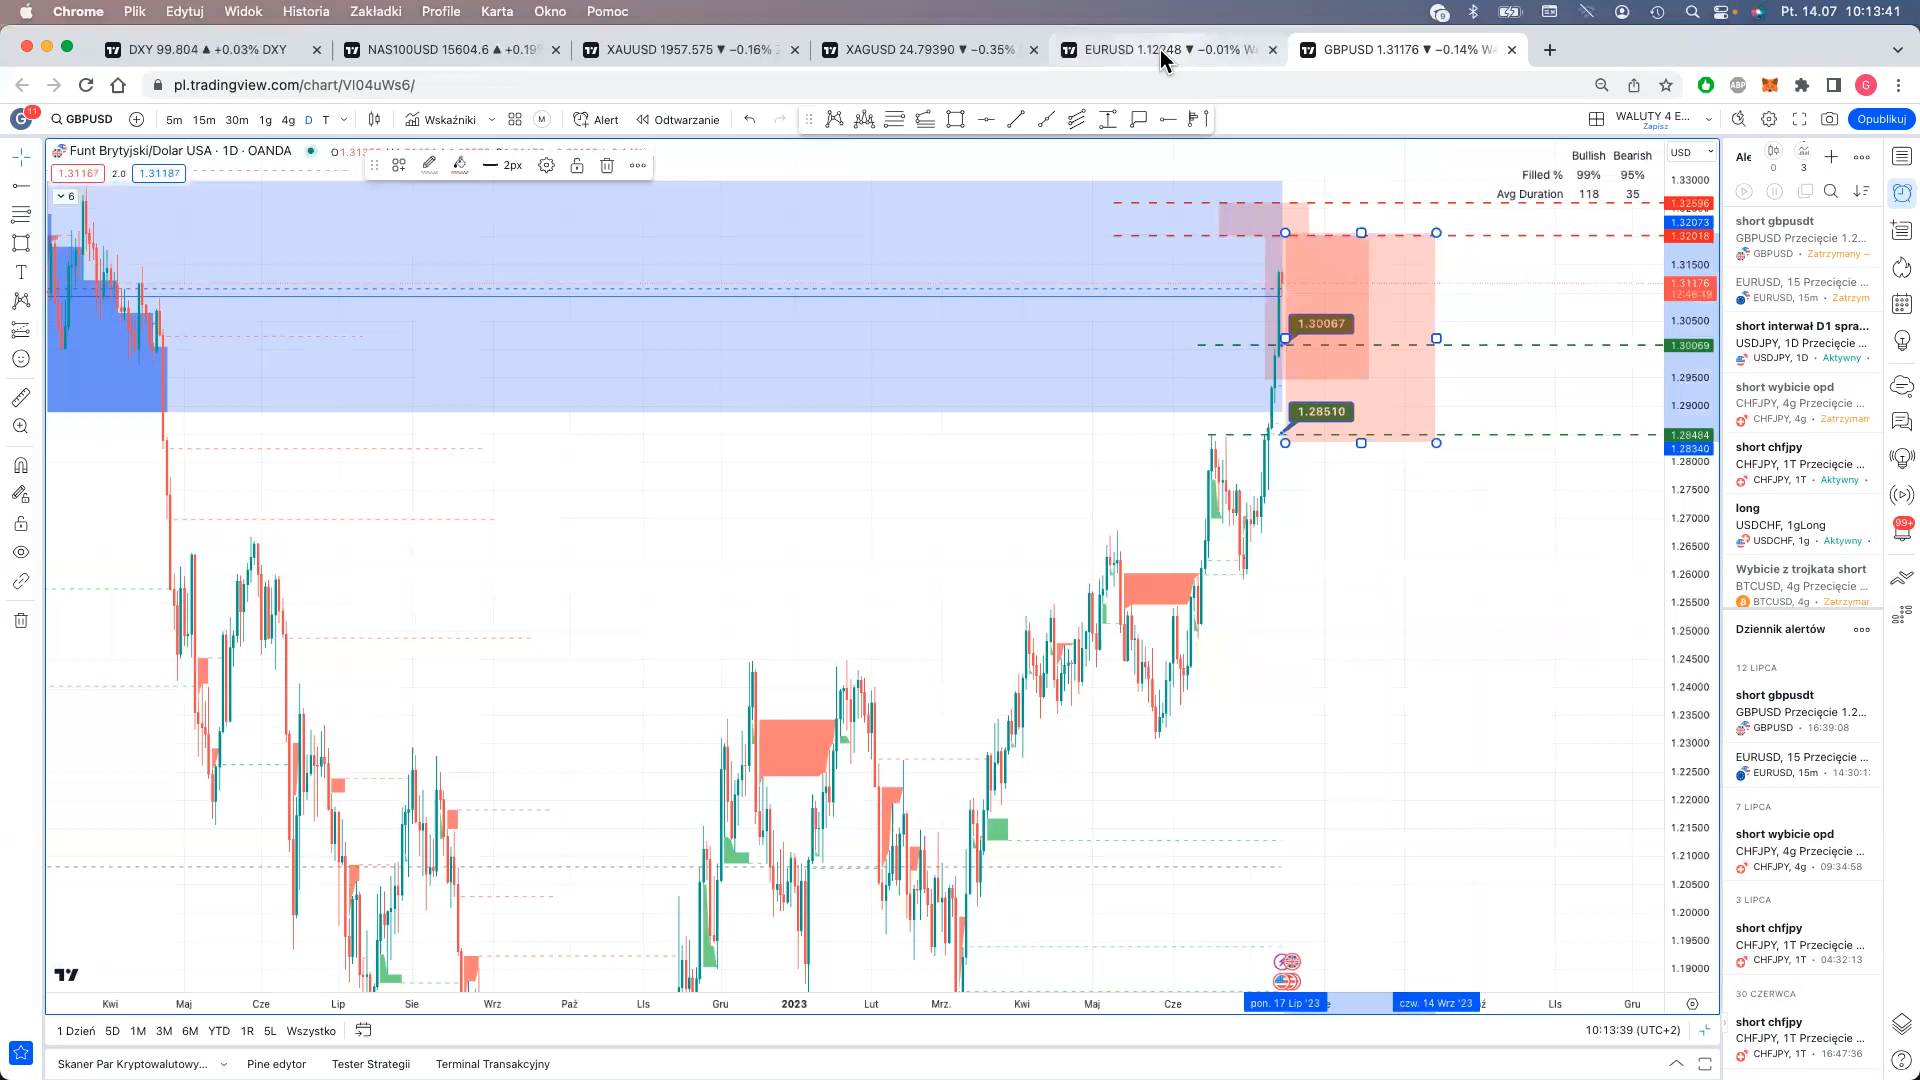 Chrome Plik Edytuj Widok Historia Zakładki Profile Karta Okno Pomoc
Pt. 14.07 10:13:41
DXY 99.804 ▲ +0.03% DXY
NAS100USD 15604.6 ▲ +0.19
XAUUSD 1957.575 ▼ −0.16%
XAGUSD 24.79390 ▼ −0.35%
EURUSD 1.12248 ▼ −0.01% W
GBPUSD 1.31176 ▼ −0.14% W
pl.tradingview.com/chart/VI04uWs6/
ABP
G
G
11
GBPUSD
5m 15m 30m 1g 4g D T
Wskaźniki
M
Alert
Odtwarzanie
WALUTY 4 E...
Zapisz
Opublikuj
Funt Brytyjski/Dolar USA · 1D · OANDA
2px
1.31167 2.0 1.31187
6
Bullish Bearish
Filled % 99% 95%
Avg Duration 118 35
USD
1.33000
1.32596
1.32073
1.32018
1.31500
1.31176
12:46:19
1.30500
1.30069
1.29500
1.29000
1.28484
1.28340
1.28000
1.27500
1.27000
1.26500
1.26000
1.25500
1.25000
1.24500
1.24000
1.23500
1.23000
1.22500
1.22000
1.21500
1.21000
1.20500
1.20000
1.19500
1.19000
1.30067
1.28510
Kwi Maj Cze Lip Sie Wrz Paź LIs Gru 2023 Lut Mrz. Kwi Maj Cze pon. 17 Lip '23 czw. 14 Wrz '23 LIs Gru
1 Dzień 5D 1M 3M 6M YTD 1R 5L Wszystko
10:13:39 (UTC+2)
Skaner Par Kryptowalutowy... Pine edytor Tester Strategii Terminal Transakcyjny
Ale
0
3
short gbpusdt
GBPUSD Przecięcie 1.2...
GBPUSD • Zatrzymany —
EURUSD, 15 Przecięcie ...
EURUSD, 15m • Zatrzym
short interwał D1 spra...
USDJPY, 1D Przecięcie ...
USDJPY, 1D • Aktywny •
short wybicie opd
CHFJPY, 4g Przecięcie ...
CHFJPY, 4g • Zatrzyman
short chfjpy
CHFJPY, 1T Przecięcie ...
CHFJPY, 1T • Aktywny •
long
USDCHF, 1gLong
USDCHF, 1g • Aktywny •
Wybicie z trojkata short
BTCUSD, 4g Przecięcie ...
BTCUSD, 4g • Zatrzymar
Dziennik alertów
12 LIPCA
short gbpusdt
GBPUSD Przecięcie 1.2...
GBPUSD • 16:39:08
EURUSD, 15 Przecięcie ...
EURUSD, 15m • 14:30:1
7 LIPCA
short wybicie opd
CHFJPY, 4g Przecięcie ...
CHFJPY, 4g • 09:34:58
3 LIPCA
short chfjpy
CHFJPY, 1T Przecięcie ...
CHFJPY, 1T • 04:32:13
30 CZERWCA
short chfjpy
CHFJPY, 1T Przecięcie ...
CHFJPY, 1T • 16:47:36
99+